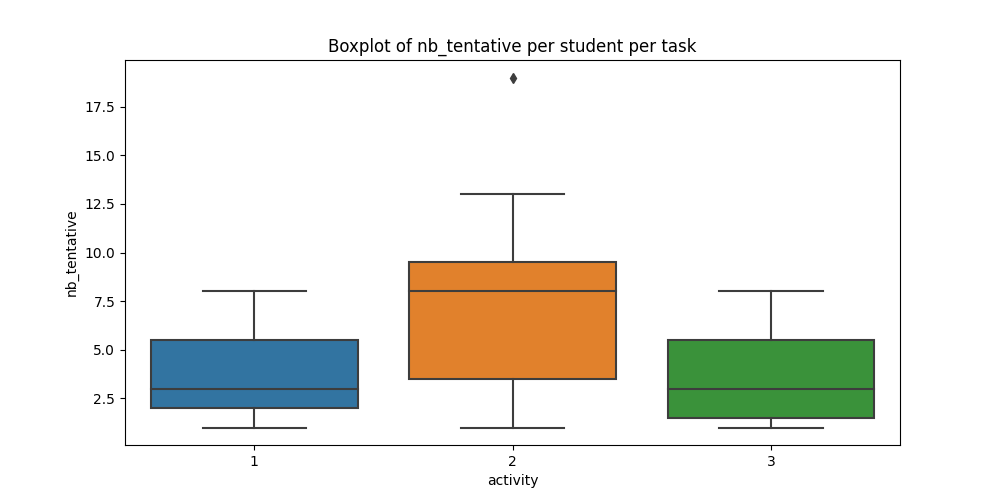 Boxplot of nb_tentative per student per task
17.5
15.0
12.5
10.0
7.5
5.0
2.5
nb_tentative
1 2 3
activity